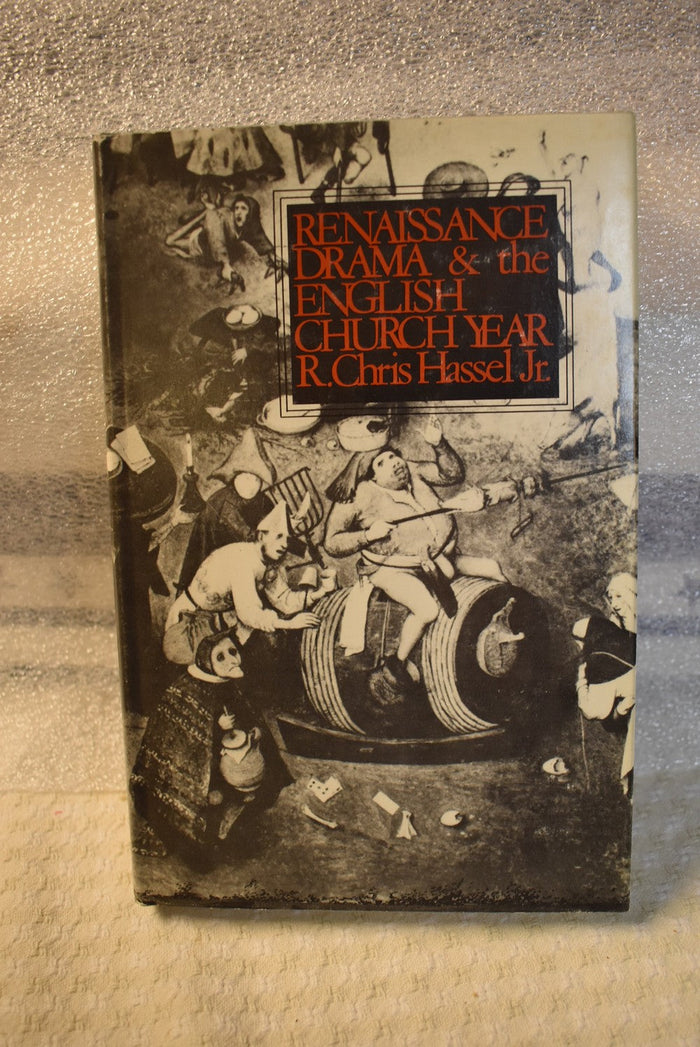 RENAISSANCE
DRAMA & the
ENGLISH
CHURCH YEAR
R. Chris Hassel Jr.